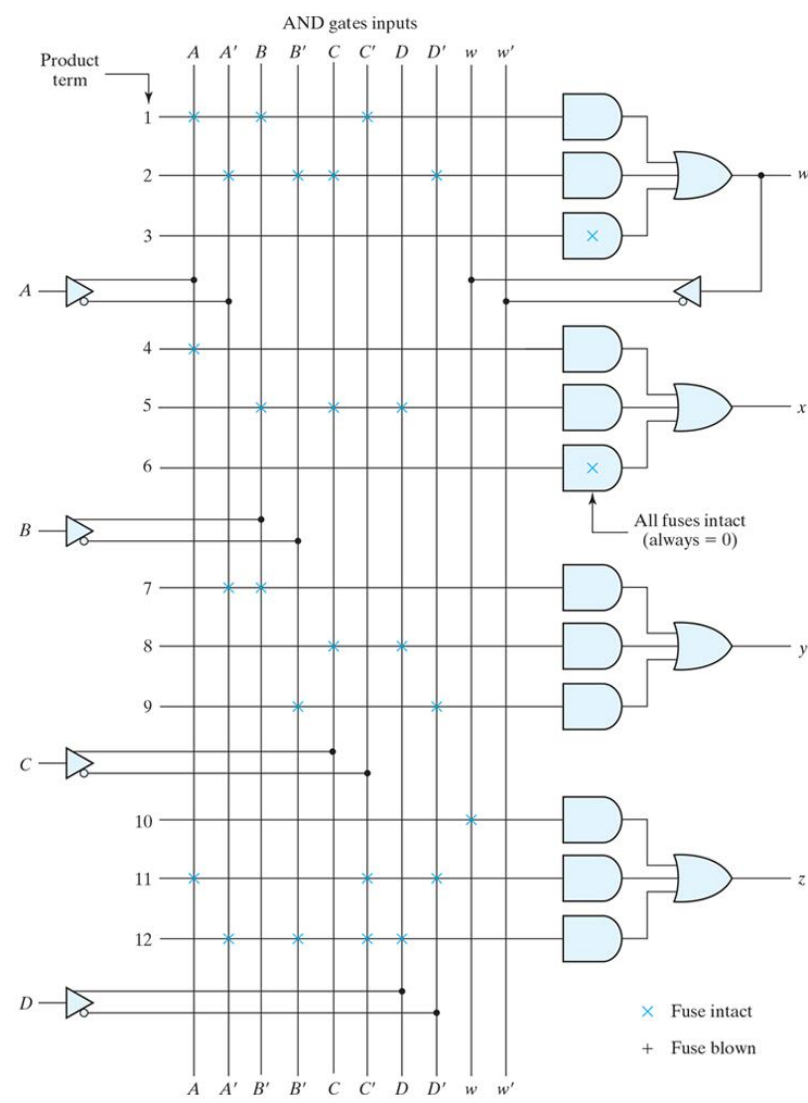 AND gates inputs
A A' B B' C C' D D' w w'
Product
term
1
2
w
3
A
4
5
x
6
B
All fuses intact
(always = 0)
7
8
y
9
C
10
11
z
12
D
× Fuse intact
+ Fuse blown
A A' B' B' C C' D D' w w'